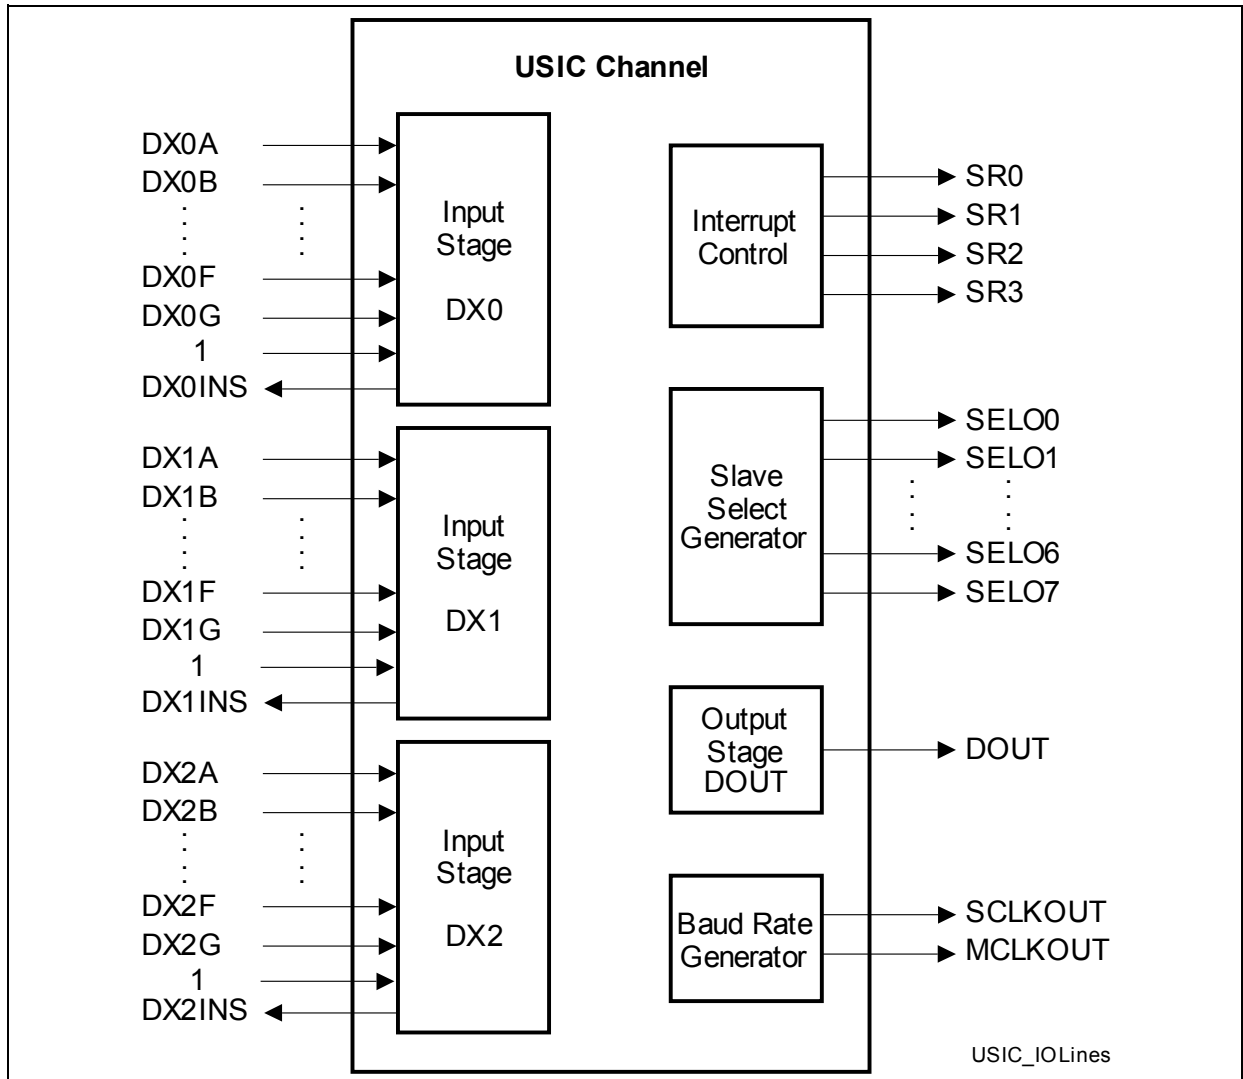 USIC Channel
DX0A
DX0B
DX0F
DX0G
1
DX0INS
Input
Stage
DX0
DX1A
DX1B
DX1F
DX1G
1
DX1INS
Input
Stage
DX1
DX2A
DX2B
DX2F
DX2G
1
DX2INS
Input
Stage
DX2
Interrupt
Control
SR0
SR1
SR2
SR3
Slave
Select
Generator
SELO0
SELO1
SELO6
SELO7
Output
Stage
DOUT
DOUT
Baud Rate
Generator
SCLKOUT
MCLKOUT
USIC_IOLines